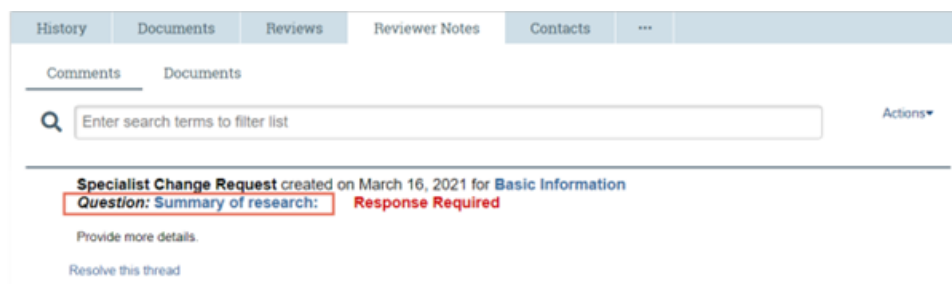 History Documents Reviews Reviewer Notes Contacts ...
Comments Documents
Enter search terms to filter list
Actions▾
Specialist Change Request created on March 16, 2021 for Basic Information
Question: Summary of research: Response Required
Provide more details.
Resolve this thread